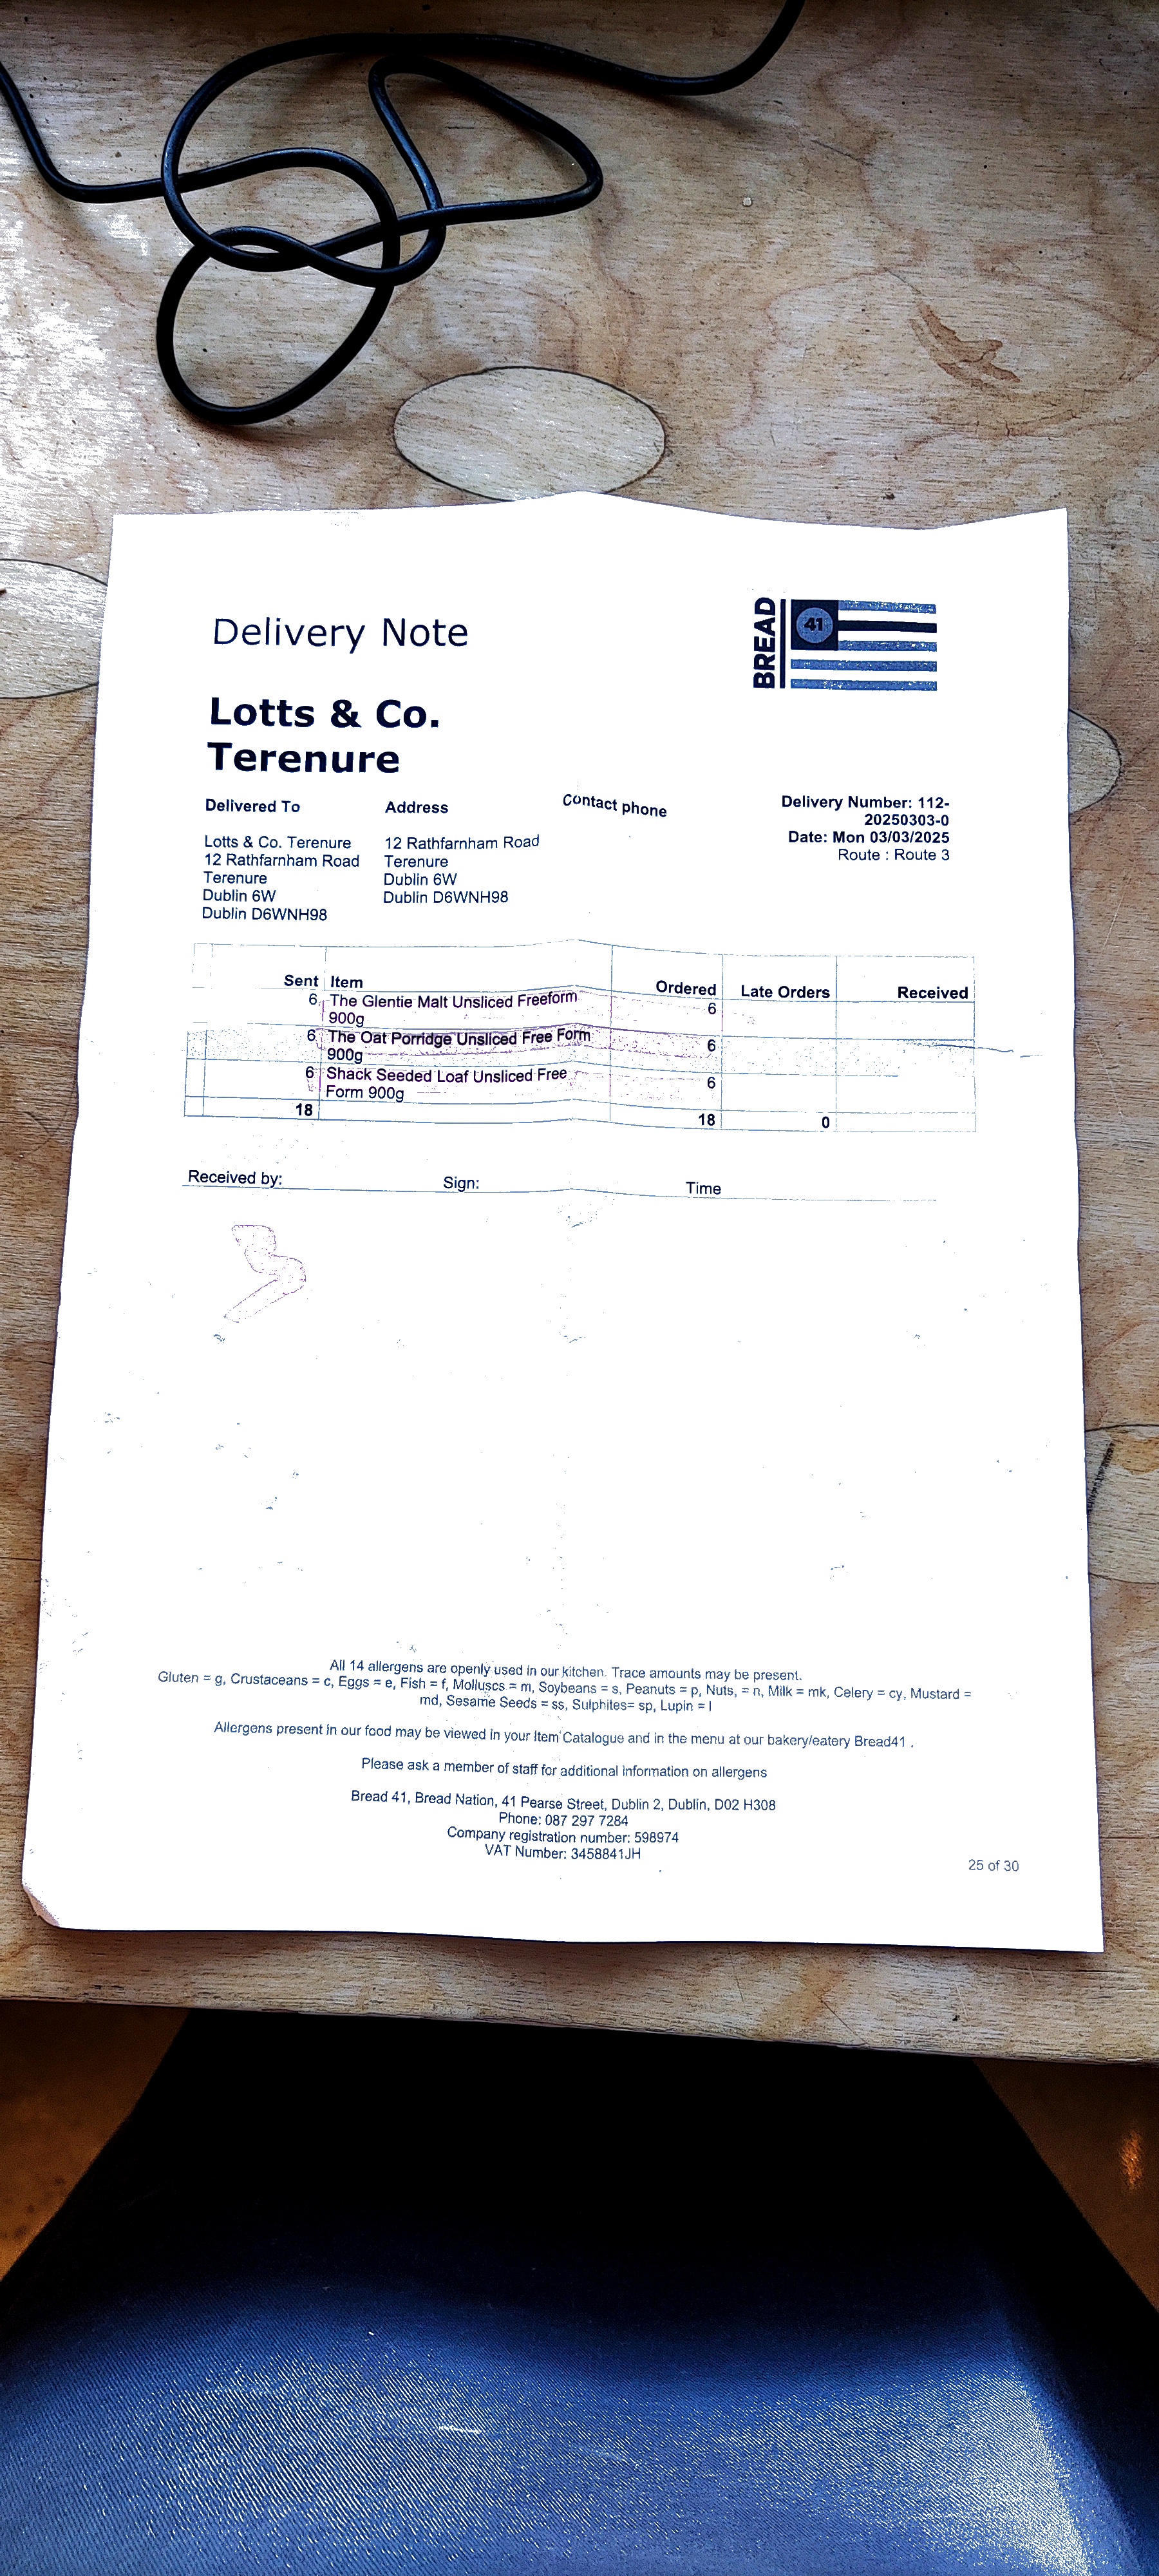 Delivery Note
BREAD
41
Lotts & Co.
Terenure
Delivered To
Lotts & Co. Terenure
12 Rathfarnham Road
Terenure
Dublin 6W
Dublin D6WNH98
Address
12 Rathfarnham Road
Terenure
Dublin 6W
Dublin D6WNH98
Contact phone
Delivery Number: 112-
20250303-0
Date: Mon 03/03/2025
Route : Route 3
Sent Item Ordered Late Orders Received
6 The Glentie Malt Unsliced Freeform 6
900g
6 The Oat Porridge Unsliced Free Form 6
900g
6 Shack Seeded Loaf Unsliced Free 6
Form 900g
18 18 0
Received by: Sign: Time
All 14 allergens are openly used in our kitchen. Trace amounts may be present.
Gluten = g, Crustaceans = c, Eggs = e, Fish = f, Molluscs = m, Soybeans = s, Peanuts = p, Nuts, = n, Milk = mk, Celery = cy, Mustard =
md, Sesame Seeds = ss, Sulphites= sp, Lupin = l
Allergens present in our food may be viewed in your Item Catalogue and in the menu at our bakery/eatery Bread41 .
Please ask a member of staff for additional information on allergens
Bread 41, Bread Nation, 41 Pearse Street, Dublin 2, Dublin, D02 H308
Phone: 087 297 7284
Company registration number: 598974
VAT Number: 3458841JH
25 of 30